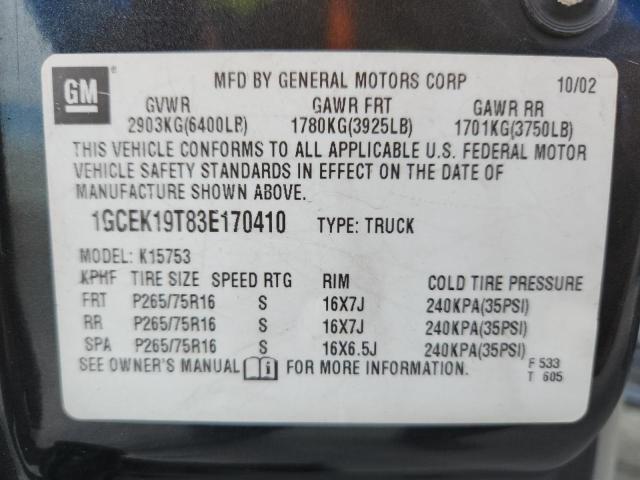 GM
MFD BY GENERAL MOTORS CORP 10/02
GVWR GAWR FRT GAWR RR
2903KG(6400LB) 1780KG(3925LB) 1701KG(3750LB)
THIS VEHICLE CONFORMS TO ALL APPLICABLE U.S. FEDERAL MOTOR
VEHICLE SAFETY STANDARDS IN EFFECT ON THE DATE OF
MANUFACTURE SHOWN ABOVE.
1GCEK19T83E170410 TYPE: TRUCK
MODEL: K15753
KPHF TIRE SIZE SPEED RTG RIM COLD TIRE PRESSURE
FRT P265/75R16 S 16X7J 240KPA(35PSI)
RR P265/75R16 S 16X7J 240KPA(35PSI)
SPA P265/75R16 S 16X6.5J 240KPA(35PSI)
SEE OWNER'S MANUAL FOR MORE INFORMATION. F 533
T 605